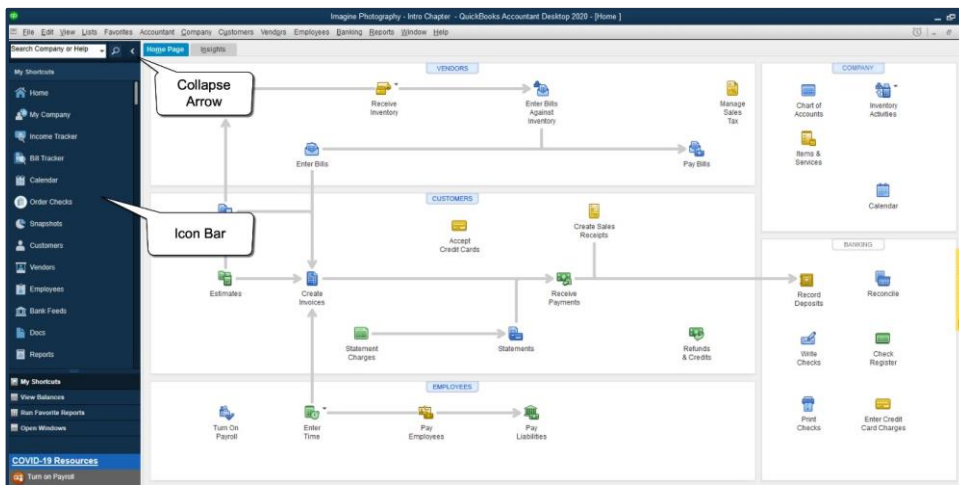 Imagine Photography - Intro Chapter - QuickBooks Accountant Desktop 2020 - [Home ]
File Edit View Lists Favorites Accountant Company Customers Vendors Employees Banking Reports Window Help
Search Company or Help
Home Page
Insights
My Shortcuts
Home
My Company
Income Tracker
Bill Tracker
Calendar
Order Checks
Snapshots
Customers
Vendors
Employees
Bank Feeds
Docs
Reports
My Shortcuts
View Balances
Run Favorite Reports
Open Windows
COVID-19 Resources
Turn on Payroll
Collapse
Arrow
Icon Bar
VENDORS
Receive
Inventory
Enter Bills
Against
Inventory
Manage
Sales
Tax
Enter Bills
Pay Bills
CUSTOMERS
Accept
Credit Cards
Create Sales
Receipts
Estimates
Create
Invoices
Receive
Payments
Statement
Charges
Statements
Refunds
& Credits
EMPLOYEES
Turn On
Payroll
Enter
Time
Pay
Employees
Pay
Liabilities
COMPANY
Chart of
Accounts
Inventory
Activities
Items &
Services
Calendar
BANKING
Record
Deposits
Reconcile
Write
Checks
Check
Register
Print
Checks
Enter Credit
Card Charges